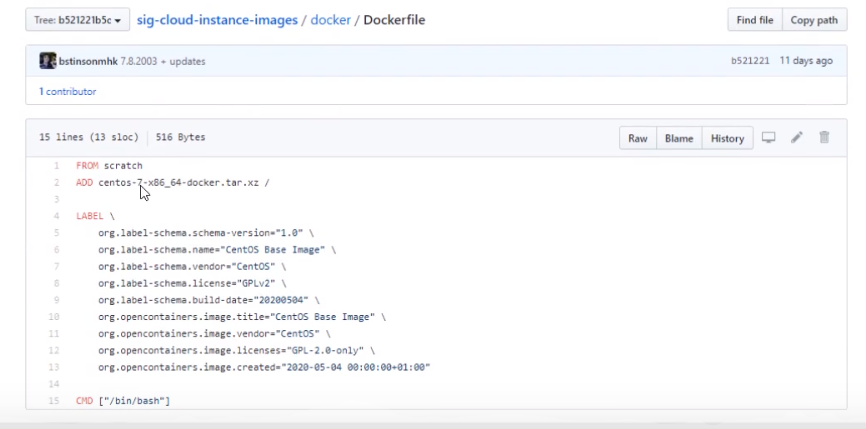 Tree: b521221b5c sig-cloud-instance-images / docker / Dockerfile Find file Copy path
bstinsonmhk 7.8.2003 + updates b521221 11 days ago
1 contributor
15 lines (13 sloc) 516 Bytes Raw Blame History
1 FROM scratch
2 ADD centos-7-x86_64-docker.tar.xz /
3
4 LABEL \
5 org.label-schema.schema-version="1.0" \
6 org.label-schema.name="CentOS Base Image" \
7 org.label-schema.vendor="CentOS" \
8 org.label-schema.license="GPLv2" \
9 org.label-schema.build-date="20200504" \
10 org.opencontainers.image.title="CentOS Base Image" \
11 org.opencontainers.image.vendor="CentOS" \
12 org.opencontainers.image.licenses="GPL-2.0-only" \
13 org.opencontainers.image.created="2020-05-04 00:00:00+01:00"
14
15 CMD ["/bin/bash"]